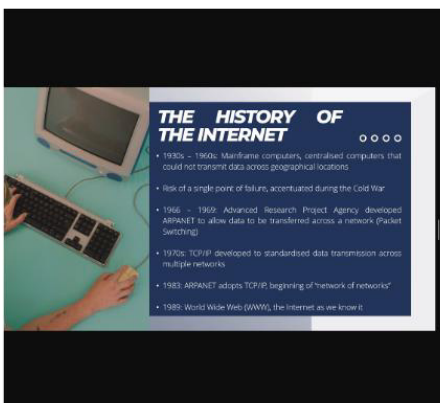 THE HISTORY OF
THE INTERNET
• 1930s – 1960s: Mainframe computers, centralised computers that
could not transmit data across geographical locations
• Risk of a single point of failure, accentuated during the Cold War
• 1966 – 1969: Advanced Research Project Agency developed
ARPANET to allow data to be transferred across a network (Packet
Switching)
• 1970s: TCP/IP developed to standardised data transmission across
multiple networks
• 1983: ARPANET adopts TCP/IP, beginning of "network of networks"
• 1989: World Wide Web (WWW), the Internet as we know it